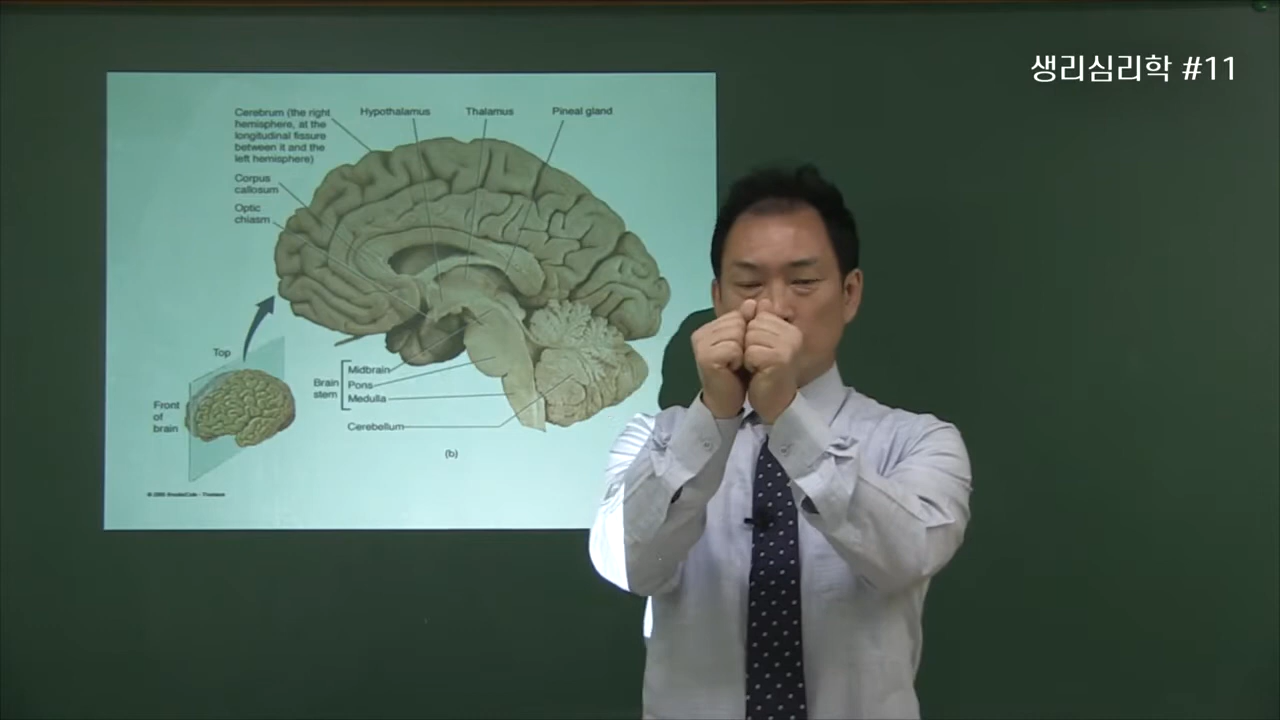 생리심리학 #11
Cerebrum (the right
hemisphere, at the
longitudinal fissure
between it and the
left hemisphere)
Hypothalamus
Thalamus
Pineal gland
Corpus
callosum
Optic
chiasm
Top
Front
of
brain
Brain
stem
Midbrain
Pons
Medulla
Cerebellum
(b)